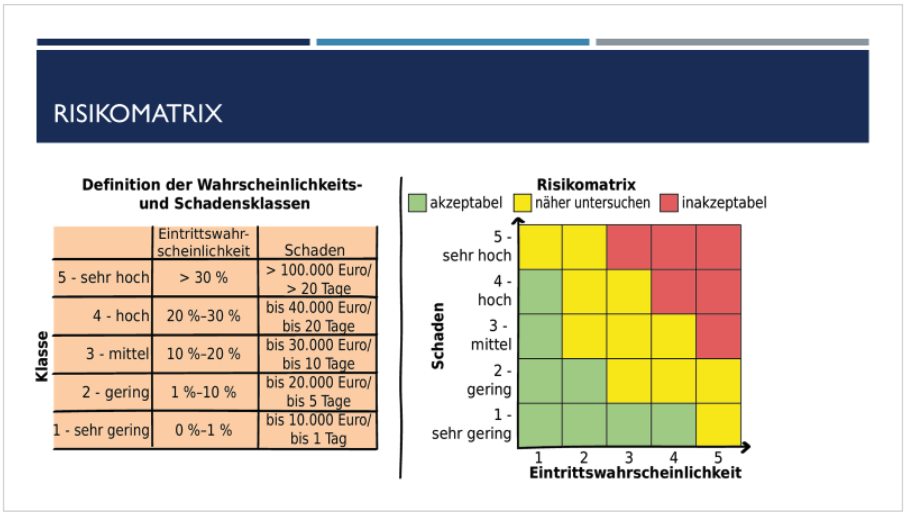 RISIKOMATRIX
Definition der Wahrscheinlichkeits-
und Schadensklassen
Eintrittswahr-
scheinlichkeit
Schaden
Klasse
5 - sehr hoch
> 30 %
> 100.000 Euro/
> 20 Tage
4 - hoch
20 %–30 %
bis 40.000 Euro/
bis 20 Tage
3 - mittel
10 %–20 %
bis 30.000 Euro/
bis 10 Tage
2 - gering
1 %–10 %
bis 20.000 Euro/
bis 5 Tage
1 - sehr gering
0 %–1 %
bis 10.000 Euro/
bis 1 Tag
Risikomatrix
akzeptabel
näher untersuchen
inakzeptabel
Schaden
5 -
sehr hoch
4 -
hoch
3 -
mittel
2 -
gering
1 -
sehr gering
1 2 3 4 5
Eintrittswahrscheinlichkeit